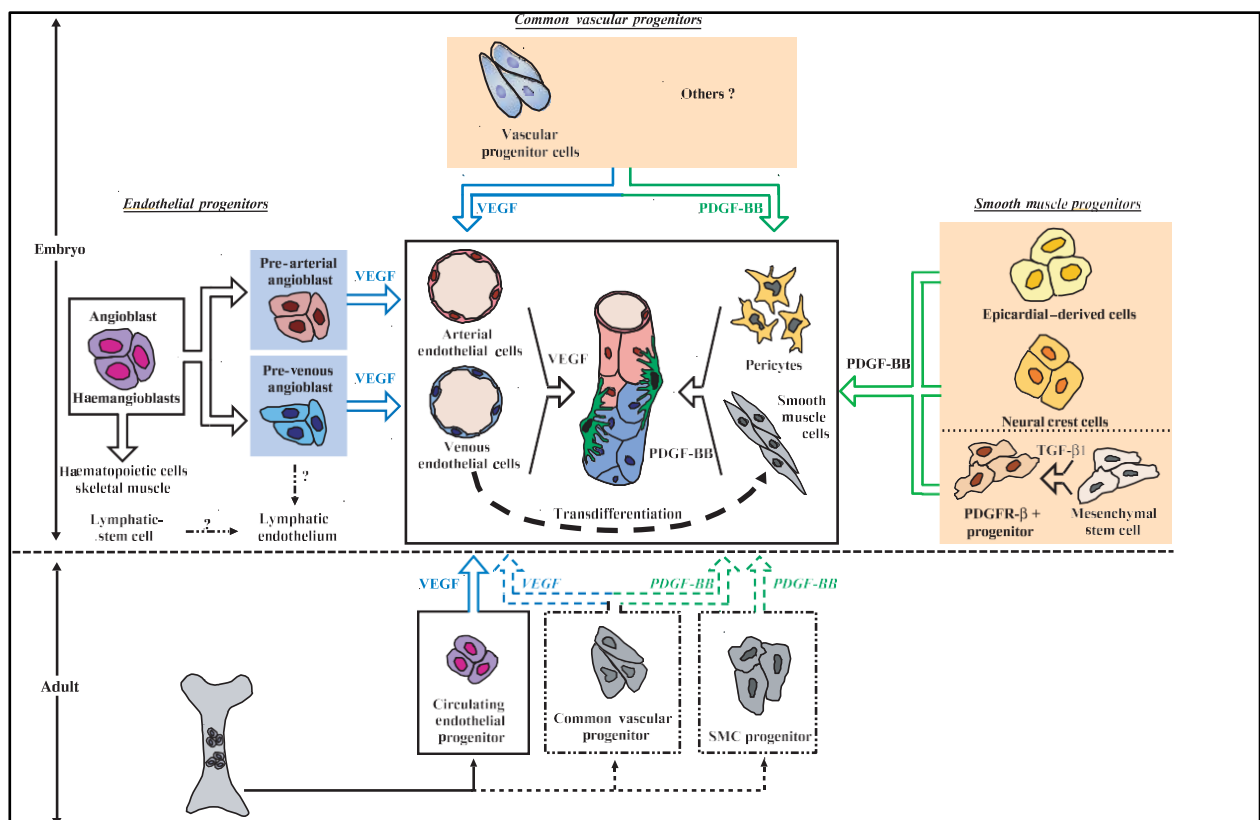 Common vascular progenitors
Others ?
Vascular
progenitor cells
VEGF
PDGF-BB
Endothelial progenitors
Smooth muscle progenitors
Embryo
Pre-arterial
angioblast
VEGF
Angioblast
Haemangioblasts
Pre-venous
angioblast
VEGF
Haematopoietic cells
skeletal muscle
?
Lymphatic-
stem cell
?
Lymphatic
endothelium
Arterial
endothelial cells
VEGF
Venous
endothelial cells
Pericytes
Smooth
muscle
cells
PDGF-BB
Transdifferentiation
PDGF-BB
Epicardial-derived cells
Neural crest cells
TGF-β1
PDGFR-β +
progenitor
Mesenchymal
stem cell
Adult
VEGF
VEGF
PDGF-BB
PDGF-BB
Circulating
endothelial
progenitor
Common vascular
progenitor
SMC progenitor